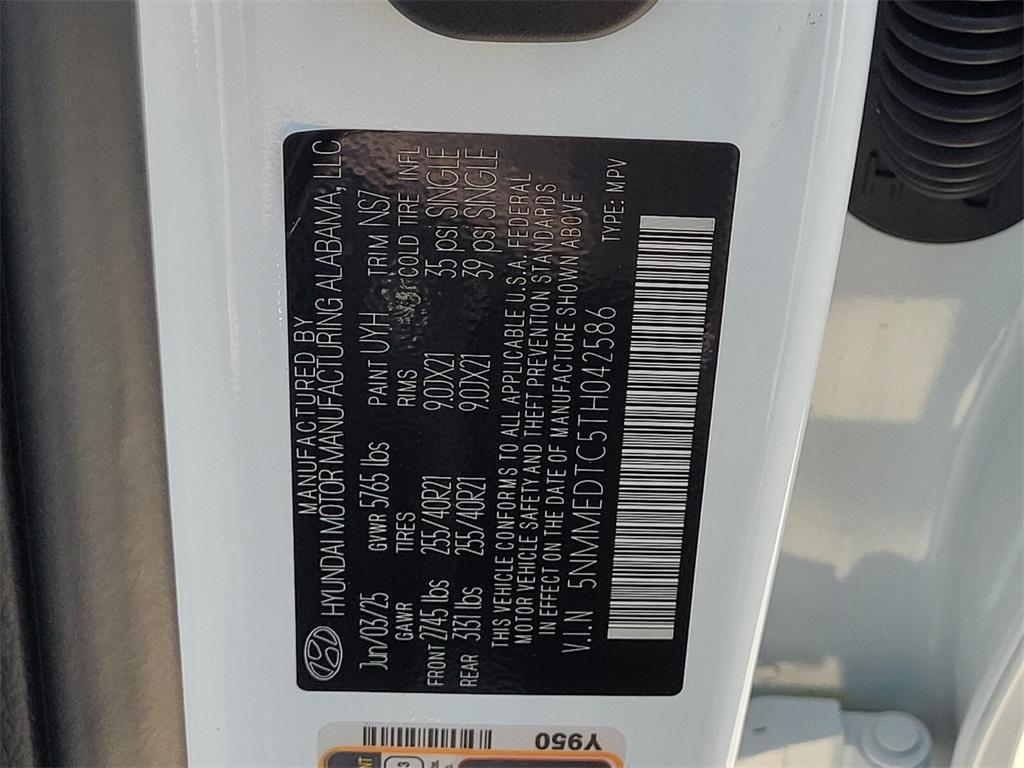 MANUFACTURED BY
HYUNDAI MOTOR MANUFACTURING ALABAMA, LLC
Jun/03/25 GVWR 5765 lbs PAINT UYH TRIM NS7
GAWR TIRES RIMS COLD TIRE INFL
FRONT 2745 lbs 255/40R21 9.0JX21 35 psi SINGLE
REAR 3131 lbs 255/40R21 9.0JX21 39 psi SINGLE
THIS VEHICLE CONFORMS TO ALL APPLICABLE U.S.A. FEDERAL
MOTOR VEHICLE SAFETY AND THEFT PREVENTION STANDARDS
IN EFFECT ON THE DATE OF MANUFACTURE SHOWN ABOVE
V.I.N 5NMMEDTC5TH042586 TYPE: MPV
Y950